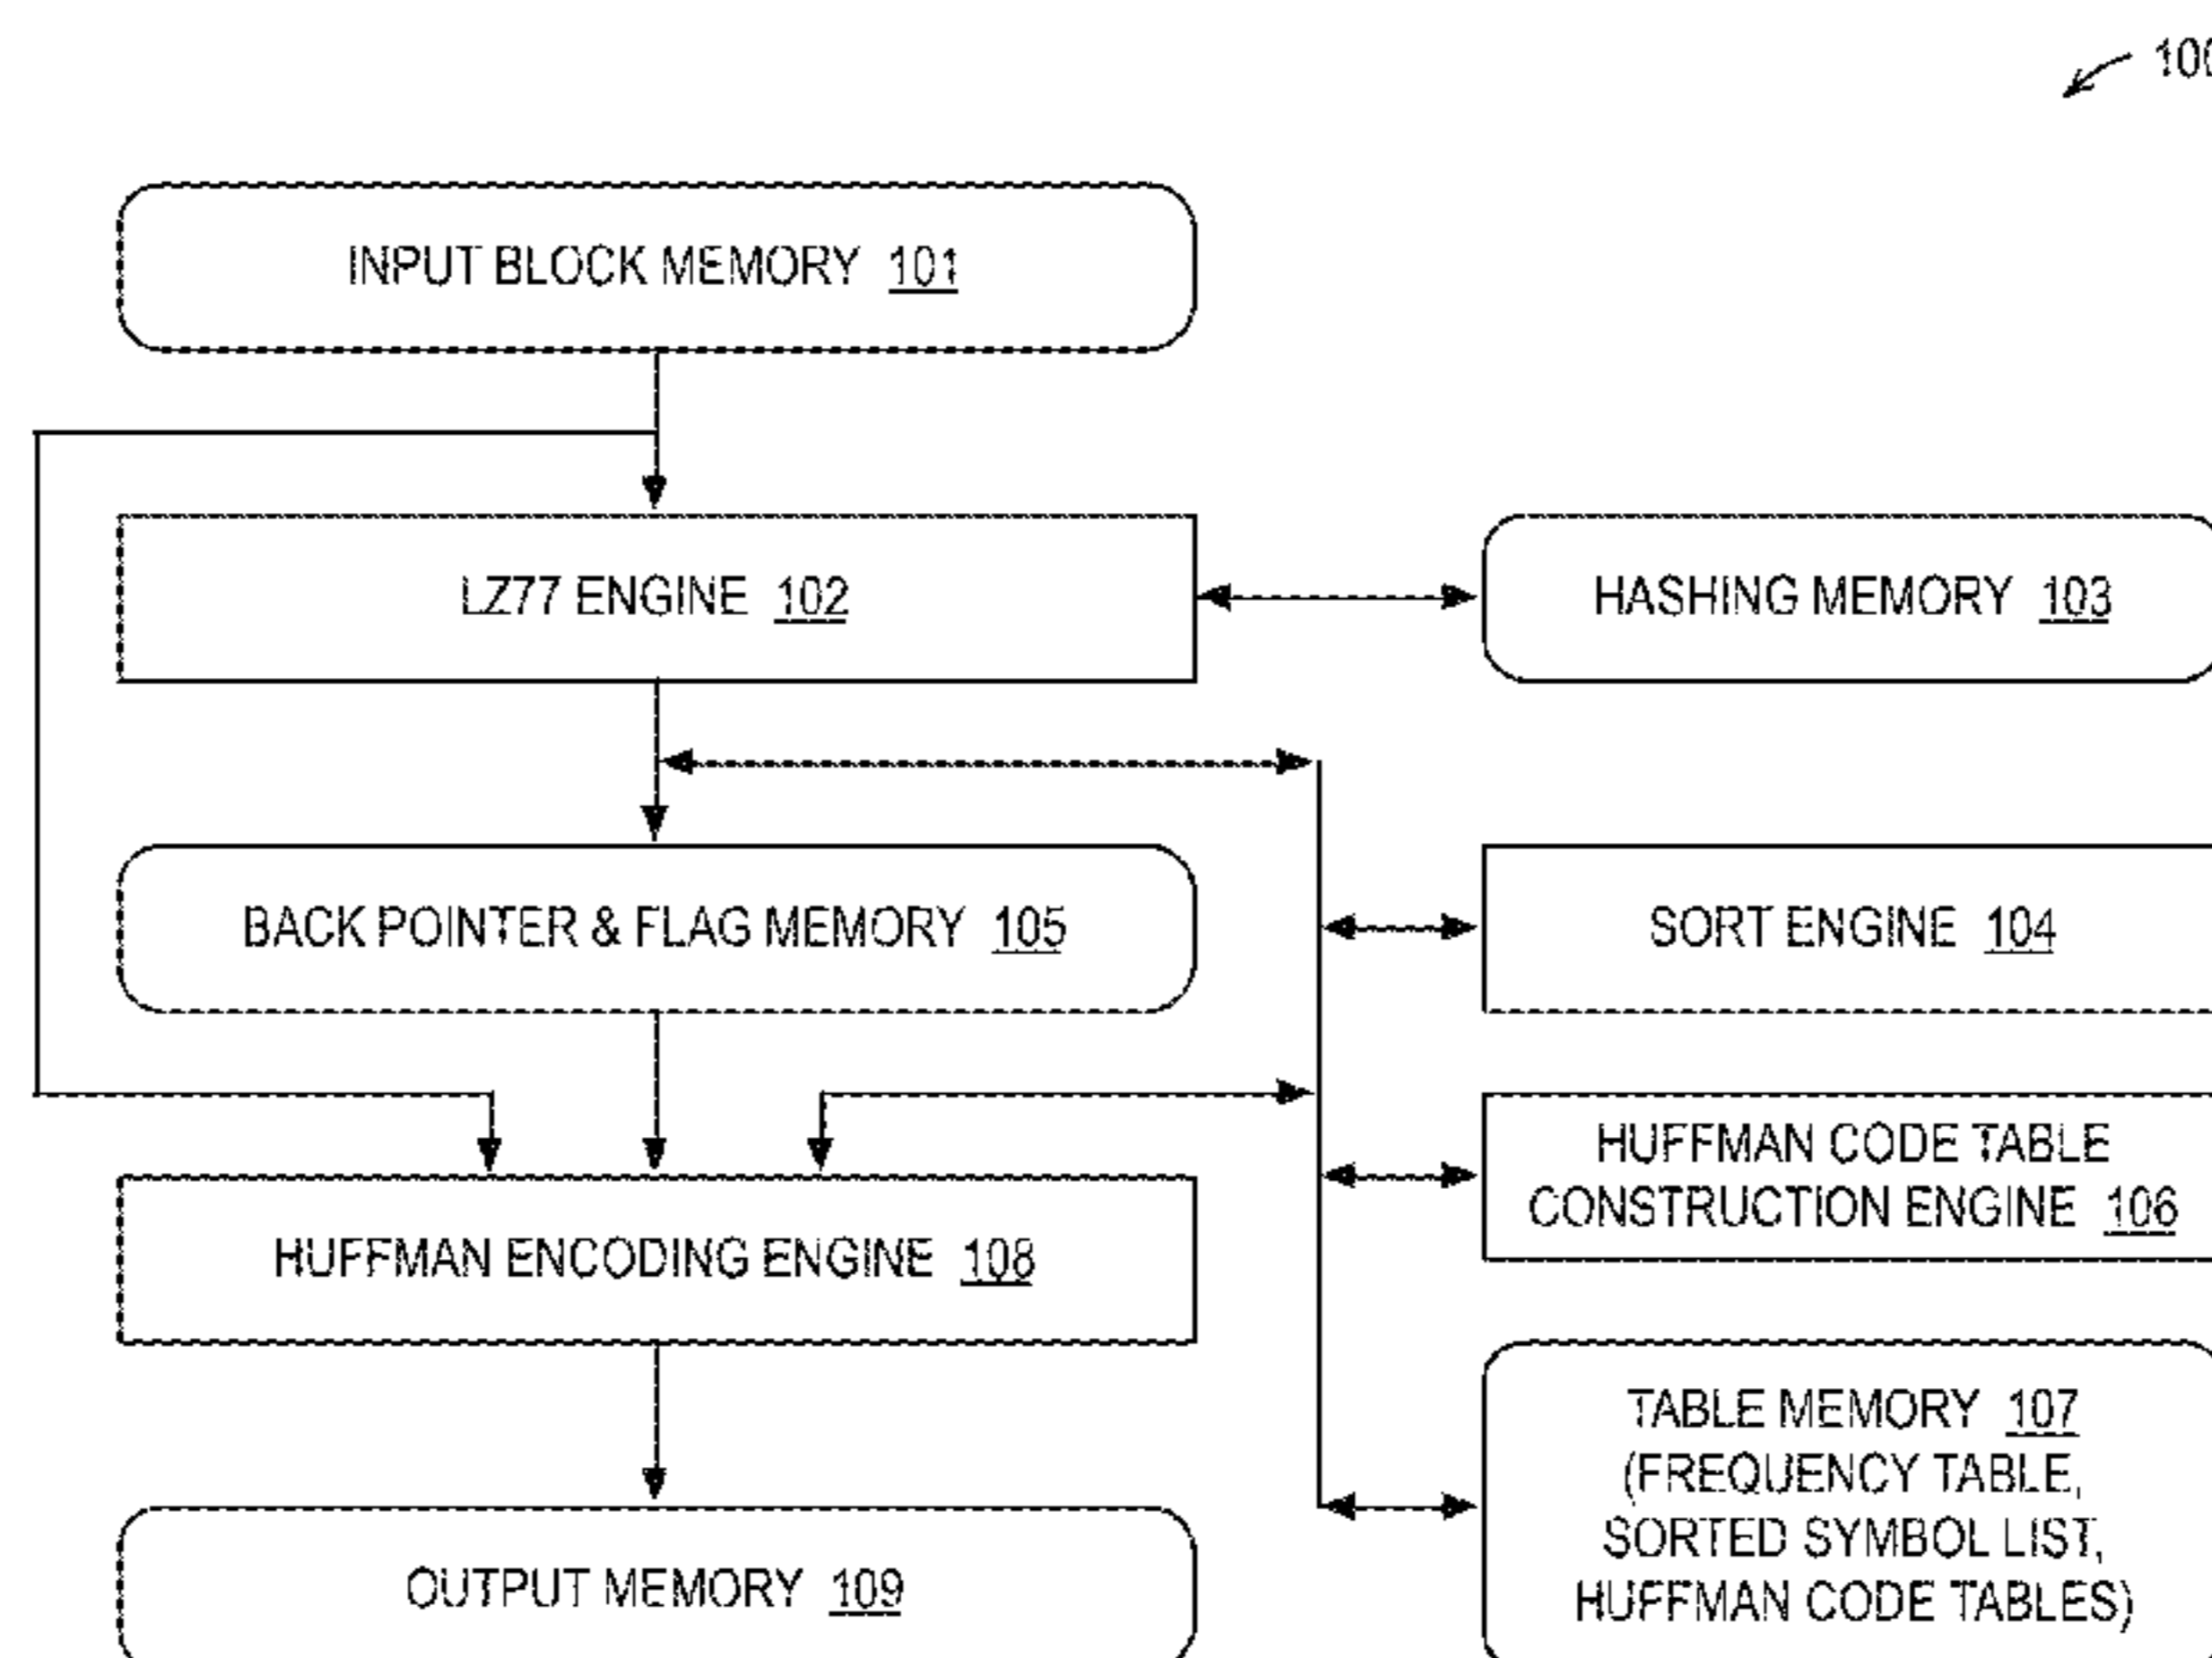 100
INPUT BLOCK MEMORY 101
LZ77 ENGINE 102
HASHING MEMORY 103
BACK POINTER & FLAG MEMORY 105
SORT ENGINE 104
HUFFMAN CODE TABLE
CONSTRUCTION ENGINE 106
HUFFMAN ENCODING ENGINE 108
TABLE MEMORY 107
(FREQUENCY TABLE,
SORTED SYMBOL LIST,
HUFFMAN CODE TABLES)
OUTPUT MEMORY 109